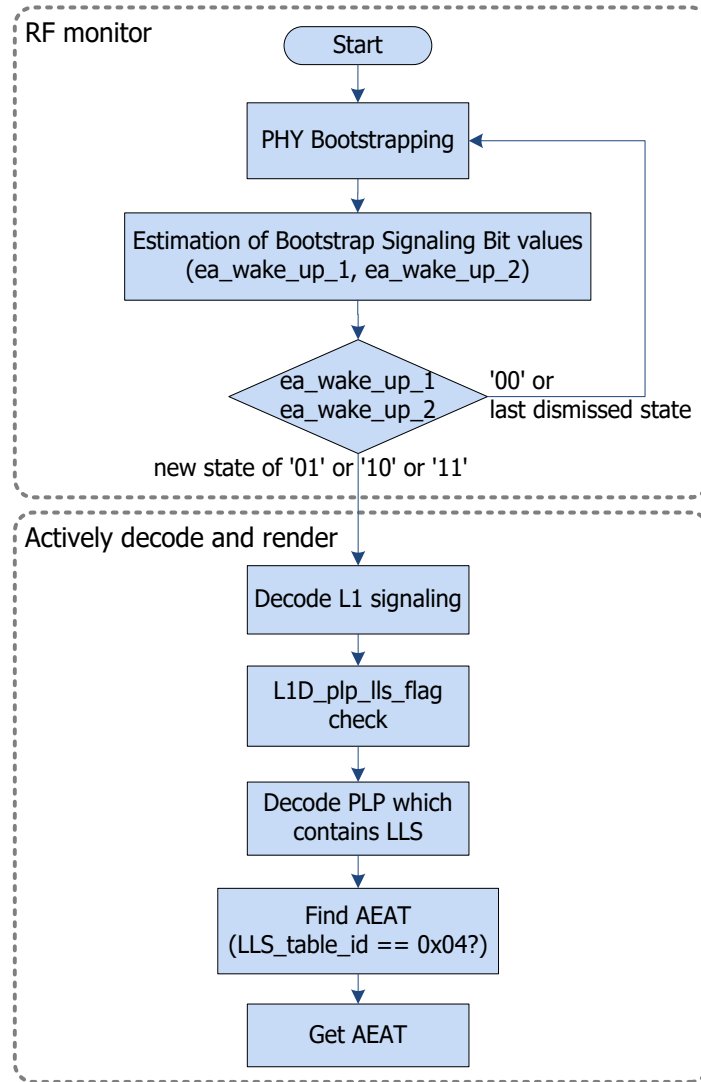 RF monitor
Start
PHY Bootstrapping
Estimation of Bootstrap Signaling Bit values
(ea_wake_up_1, ea_wake_up_2)
ea_wake_up_1
ea_wake_up_2
'00' or
last dismissed state
new state of '01' or '10' or '11'
Actively decode and render
Decode L1 signaling
L1D_plp_lls_flag
check
Decode PLP which
contains LLS
Find AEAT
(LLS_table_id == 0x04?)
Get AEAT